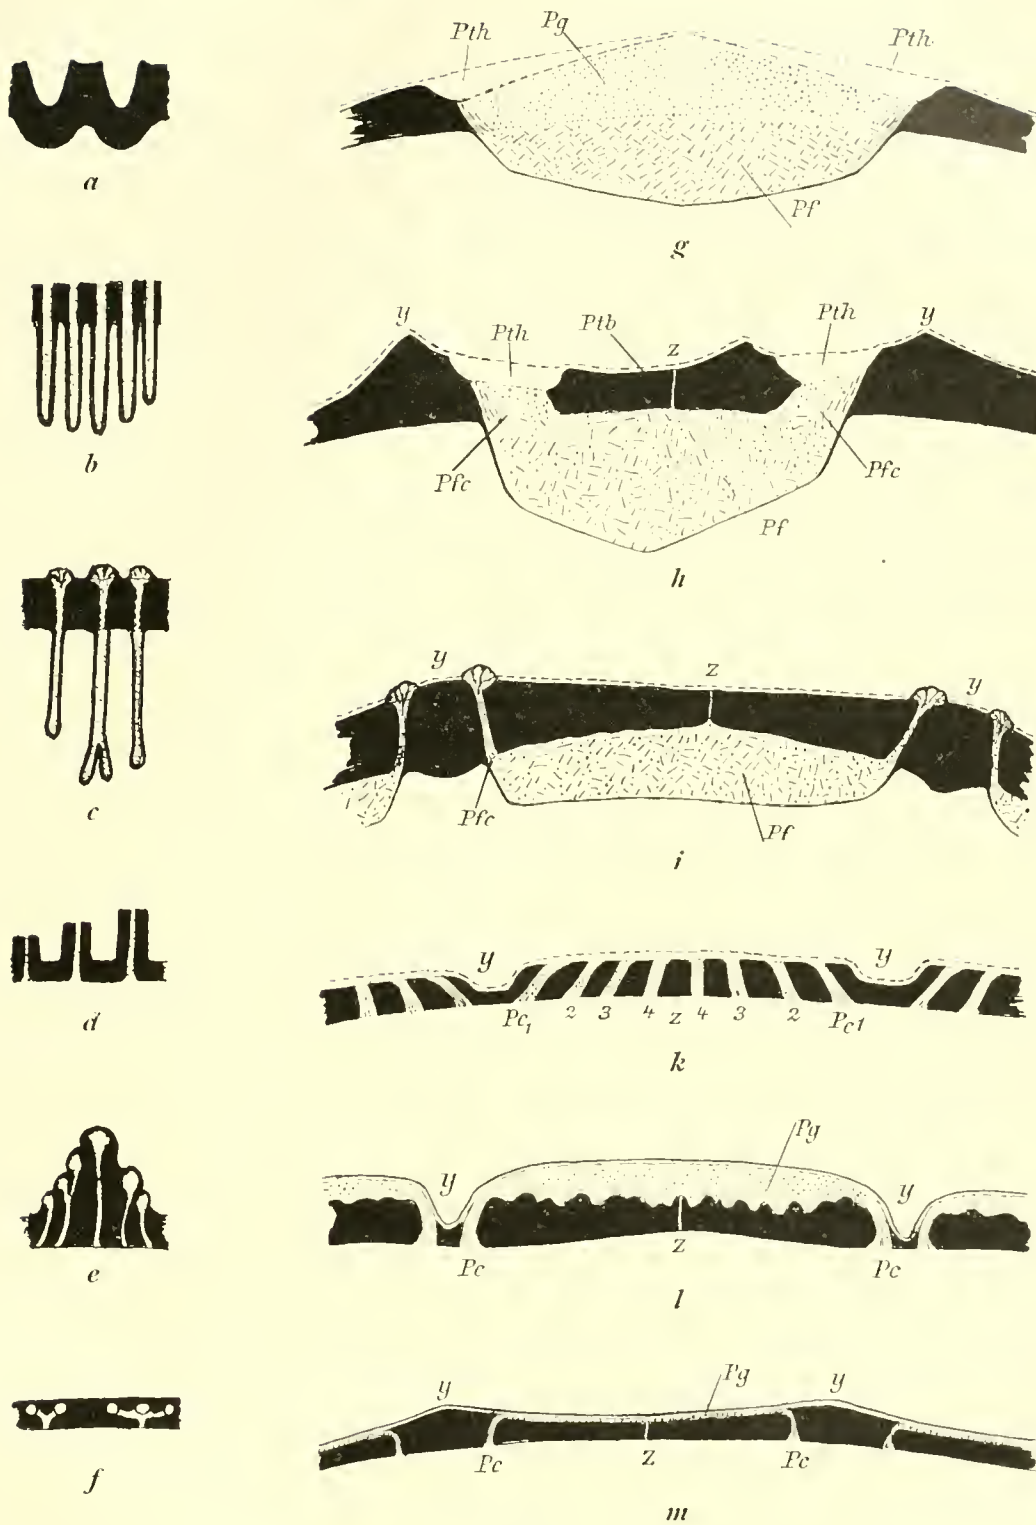 a
b
c
d
e
f
Pth Pg Pth
Pf
g
y Pth Ptb z Pth y
Pfc Pfc
Pf
h
y z y
Pfc Pf
i
y y
Pc1 2 3 4 z 4 3 2 Pc1
k
Pg
y y
z
Pc Pc
l
y Pg y
Pc z Pc
m